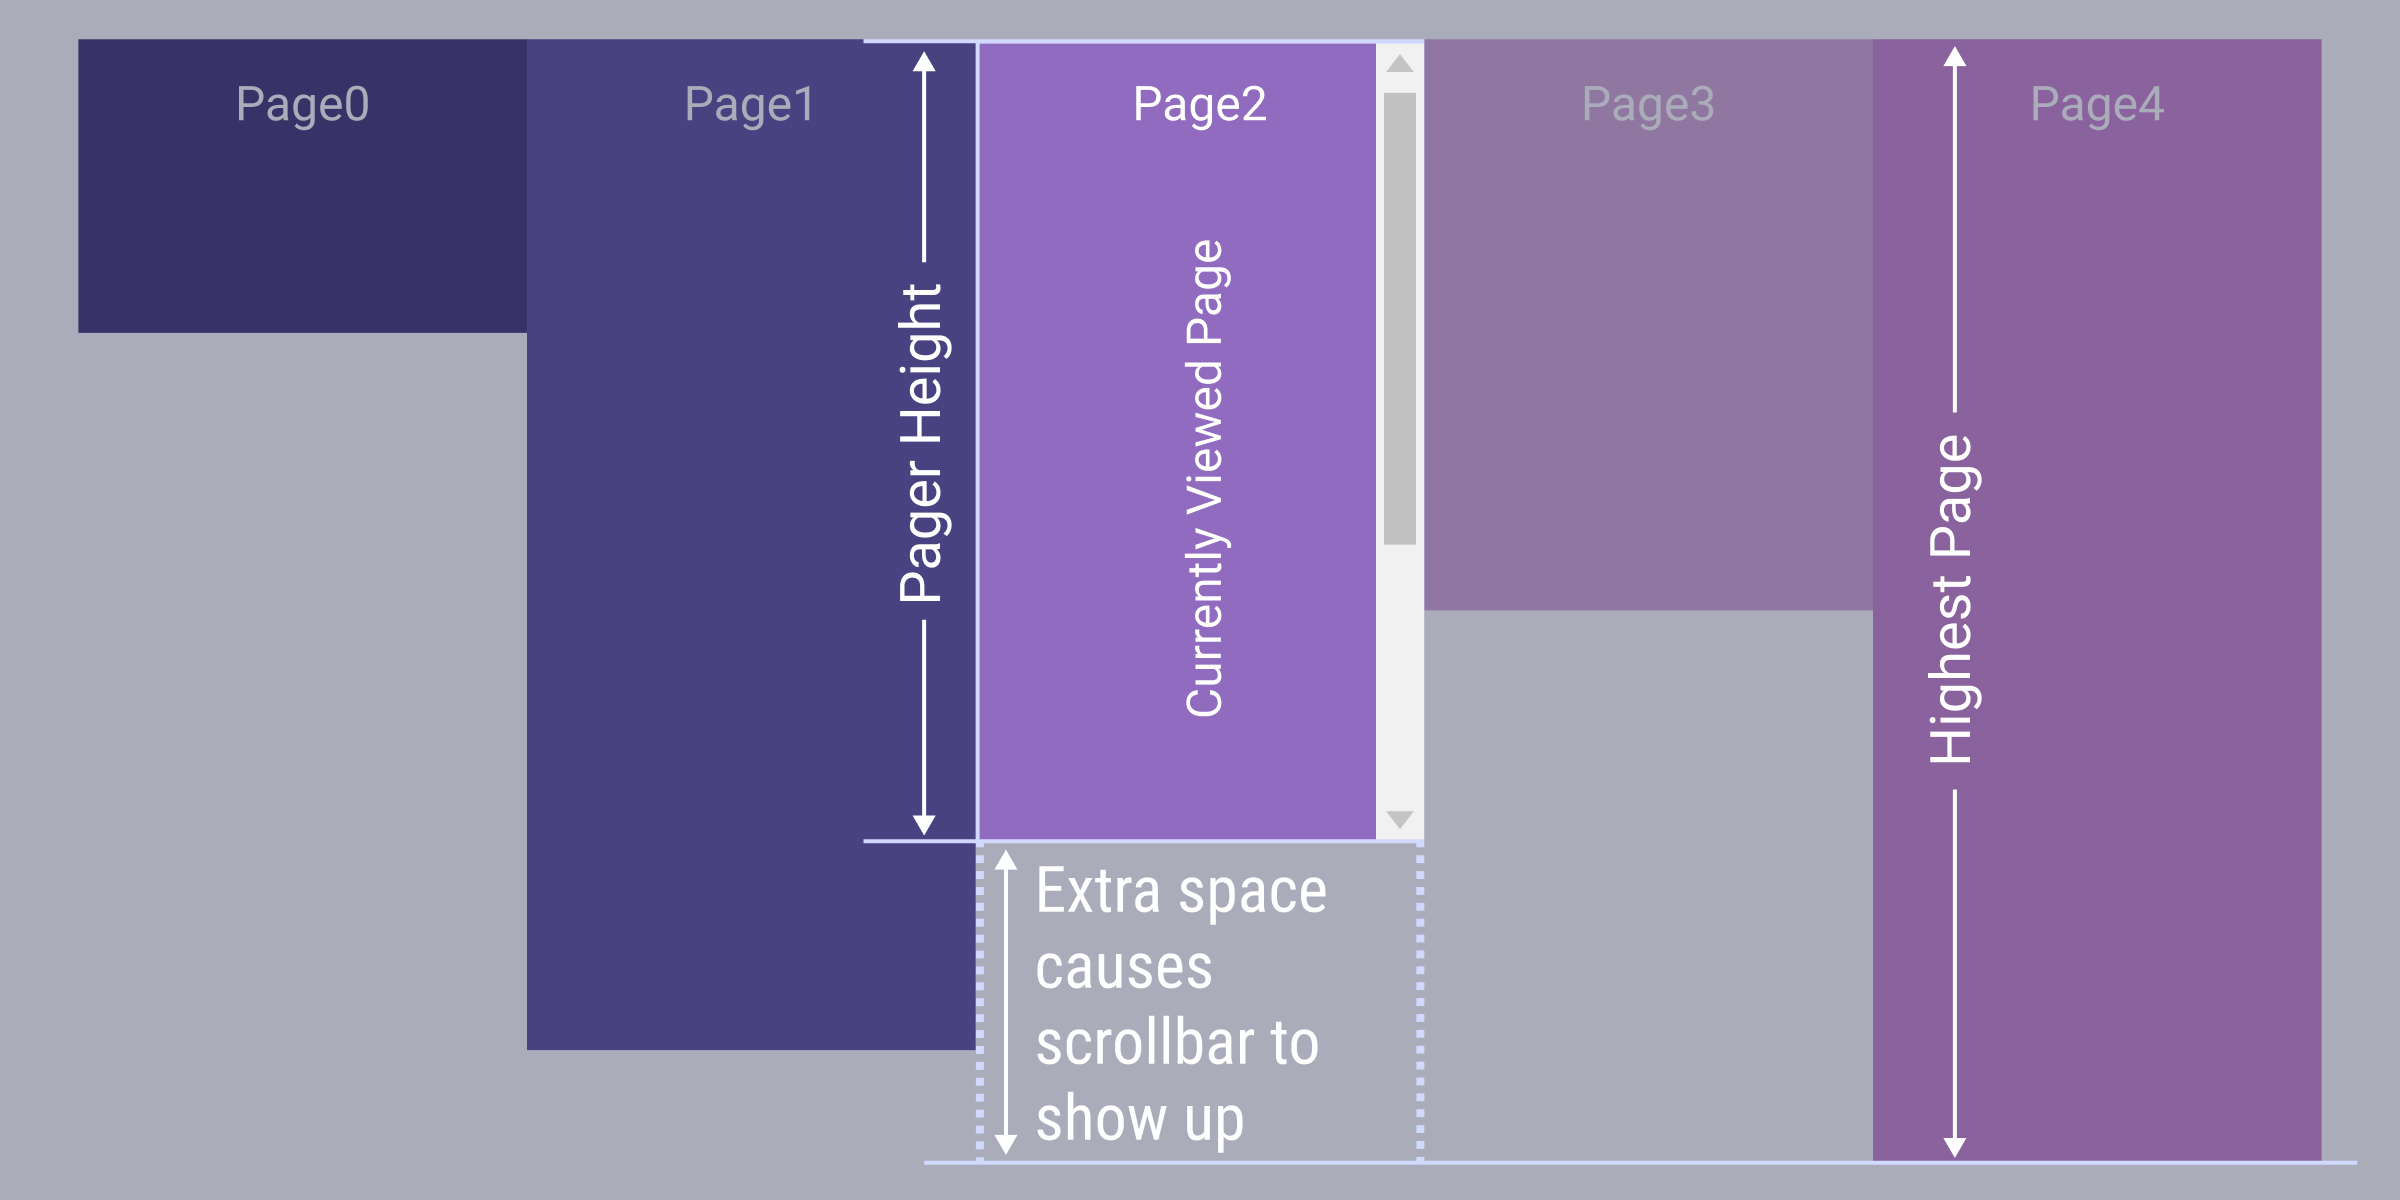 Page0
Page1
Page2
Page3
Page4
Pager Height
Currently Viewed Page
Highest Page
Extra space
causes
scrollbar to
show up